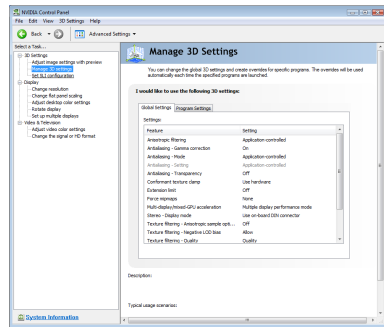 NVIDIA Control Panel
File Edit View 3D Settings Help
Back
Advanced Settings
Select a Task...
3D Settings
Adjust image settings with preview
Manage 3D settings
Set SLI configuration
Display
Change resolution
Change flat panel scaling
Adjust desktop color settings
Rotate display
Set up multiple displays
Video & Television
Adjust video color settings
Change the signal or HD format
System Information
Manage 3D Settings
You can change the global 3D settings and create overrides for specific programs. The overrides will be used
automatically each time the specified programs are launched.
I would like to use the following 3D settings:
Global Settings Program Settings
Settings:
Feature Setting
Anisotropic filtering Application-controlled
Antialiasing - Gamma correction On
Antialiasing - Mode Application-controlled
Antialiasing - Setting Application-controlled
Antialiasing - Transparency Off
Conformant texture clamp Use hardware
Extension limit Off
Force mipmaps None
Multi-display/mixed-GPU acceleration Multiple display performance mode
Stereo - Display mode Use on-board DIN connector
Texture filtering - Anisotropic sample opti... Off
Texture filtering - Negative LOD bias Allow
Texture filtering - Quality Quality
Description:
Typical usage scenarios: